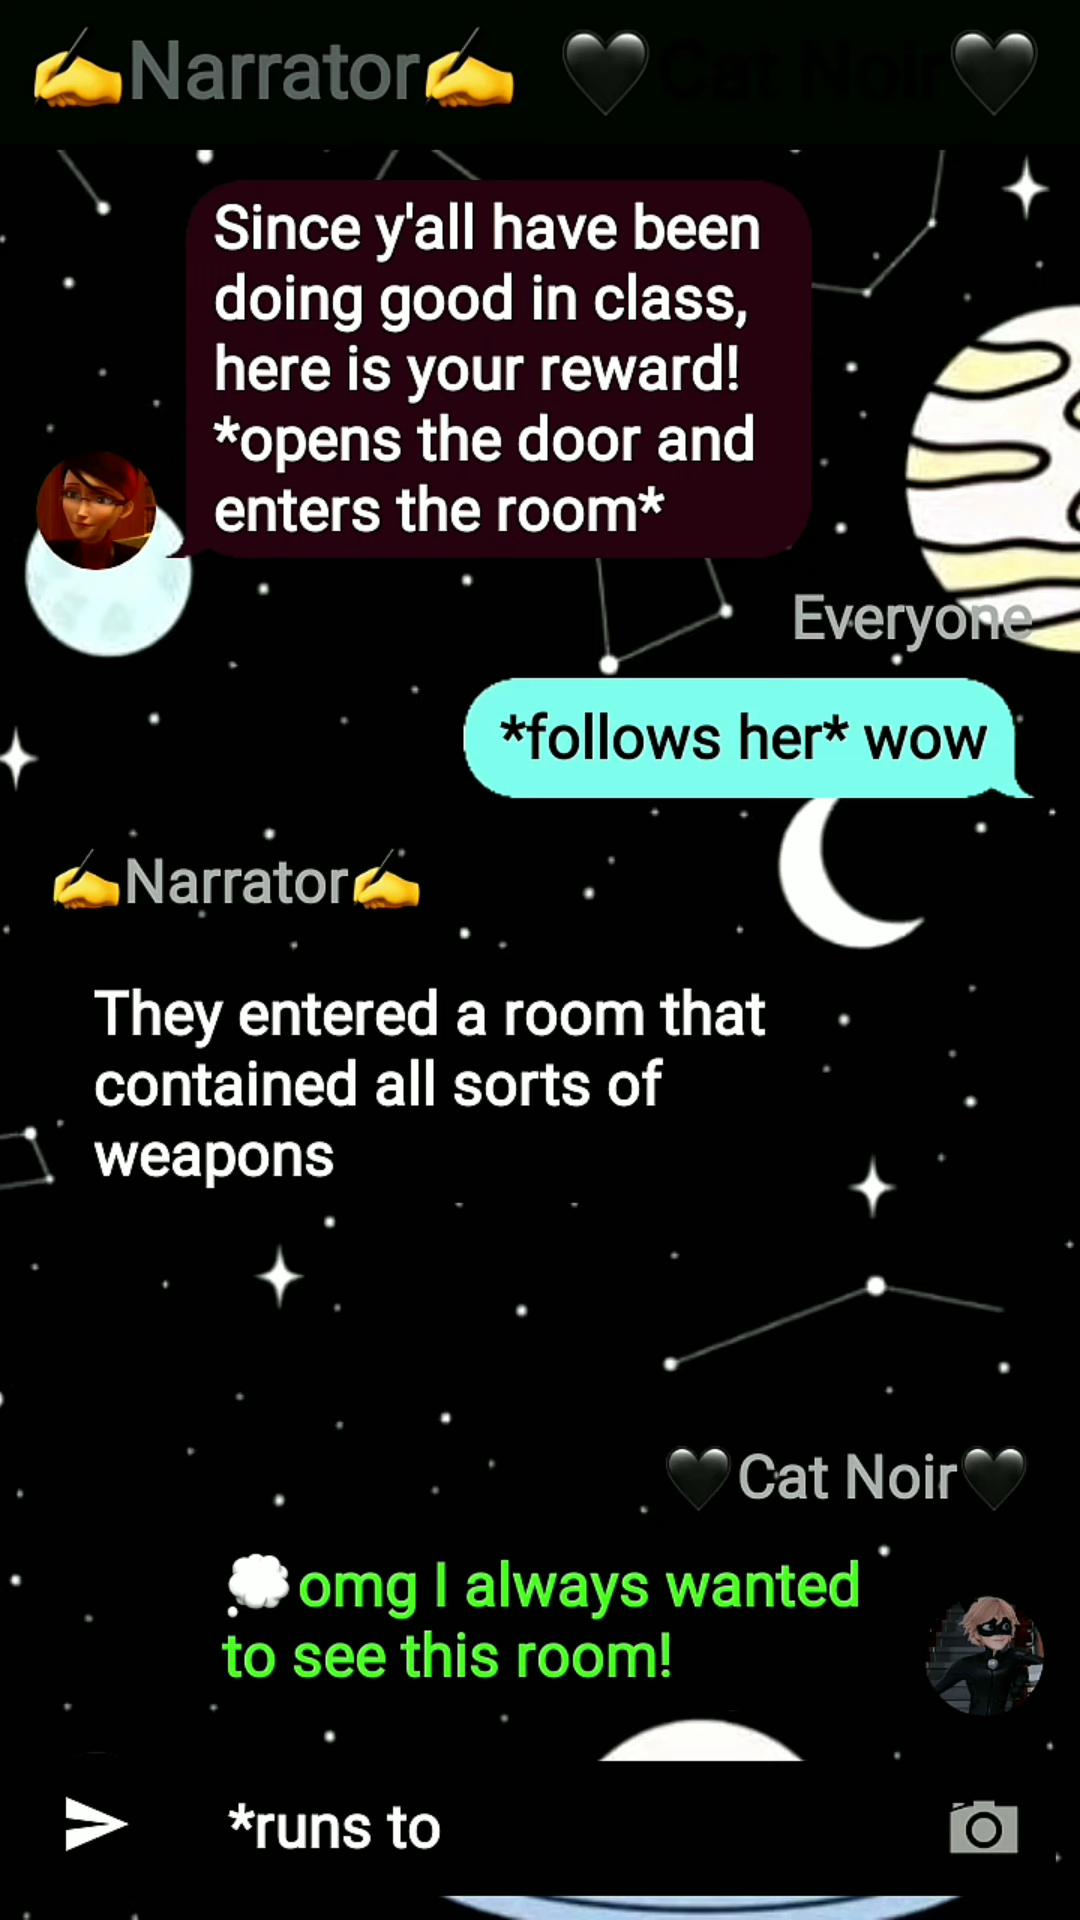 ✍️Narrator✍️ 🖤Cat Noir🖤
Since y'all have been
doing good in class,
here is your reward!
*opens the door and
enters the room*
Everyone
*follows her* wow
✍️Narrator✍️
They entered a room that
contained all sorts of
weapons
🖤Cat Noir🖤
💭omg I always wanted
to see this room!
*runs to